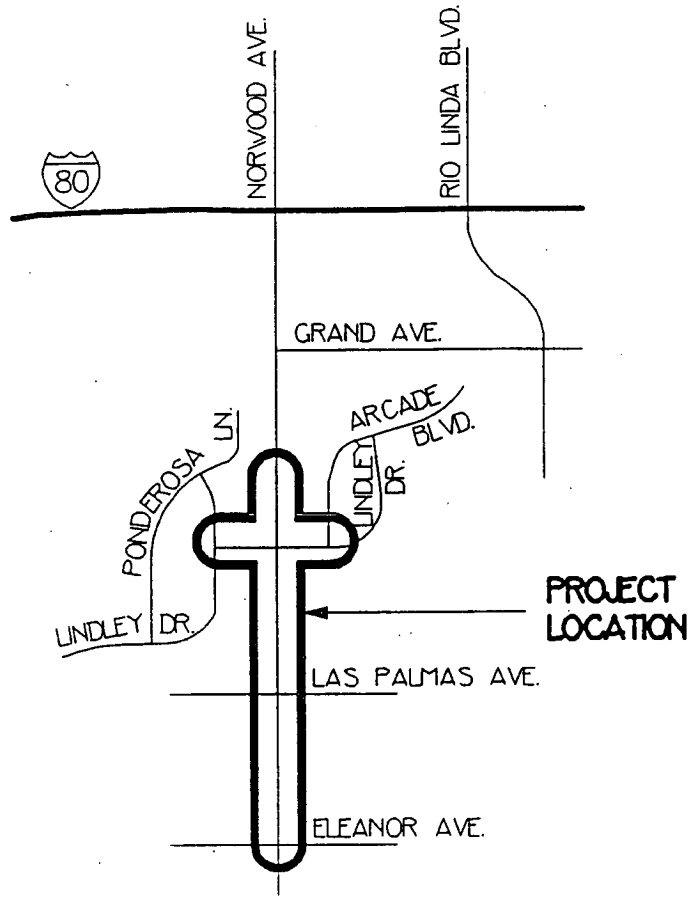 NORWOOD AVE.
RIO LINDA BLVD.
80
GRAND AVE.
ARCADE
BLVD.
LINDLEY
DR.
PONDEROSA LN.
LINDLEY DR.
PROJECT
LOCATION
LAS PALMAS AVE.
ELEANOR AVE.